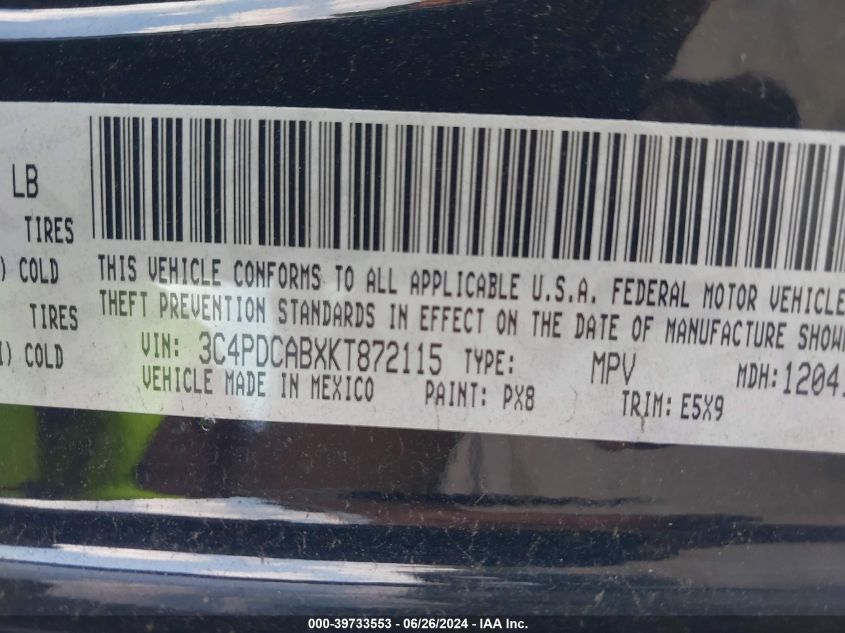 LB
TIRES
) COLD
TIRES
I) COLD
THIS VEHICLE CONFORMS TO ALL APPLICABLE U.S.A. FEDERAL MOTOR VEHICLE
THEFT PREVENTION STANDARDS IN EFFECT ON THE DATE OF MANUFACTURE SHOW
VIN: 3C4PDCABXKT872115 TYPE: MPV MDH: 1204
VEHICLE MADE IN MEXICO PAINT: PX8 TRIM: E5X9
000-39733553 / 06/26/2024 - IAA Inc.